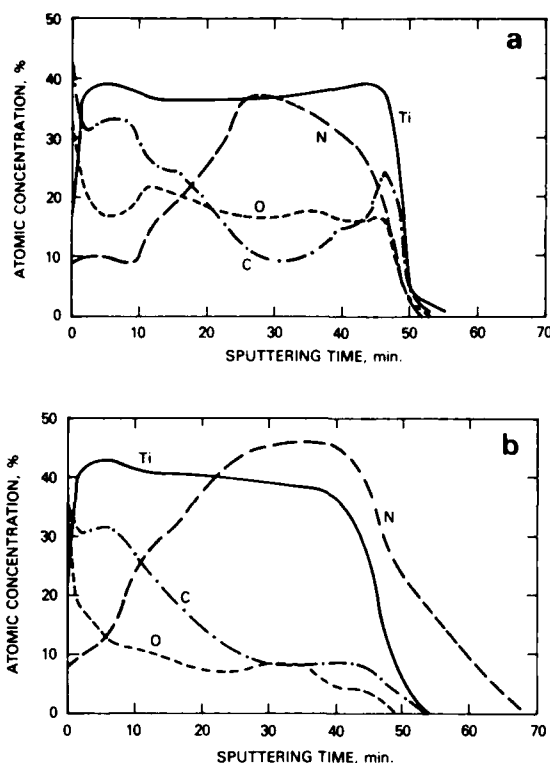 a
ATOMIC CONCENTRATION, %
50
40
30
20
10
0
Ti
N
O
C
0 10 20 30 40 50 60 70
SPUTTERING TIME, min.
b
ATOMIC CONCENTRATION, %
50
40
30
20
10
0
Ti
N
C
O
0 10 20 30 40 50 60 70
SPUTTERING TIME, min.